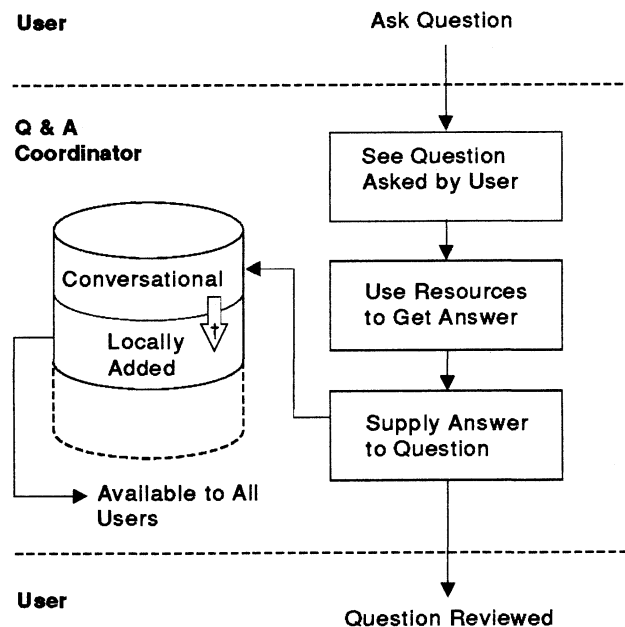 User
Ask Question
Q & A
Coordinator
See Question
Asked by User
Conversational
Use Resources
to Get Answer
†
Locally
Added
Supply Answer
to Question
Available to All
Users
User
Question Reviewed